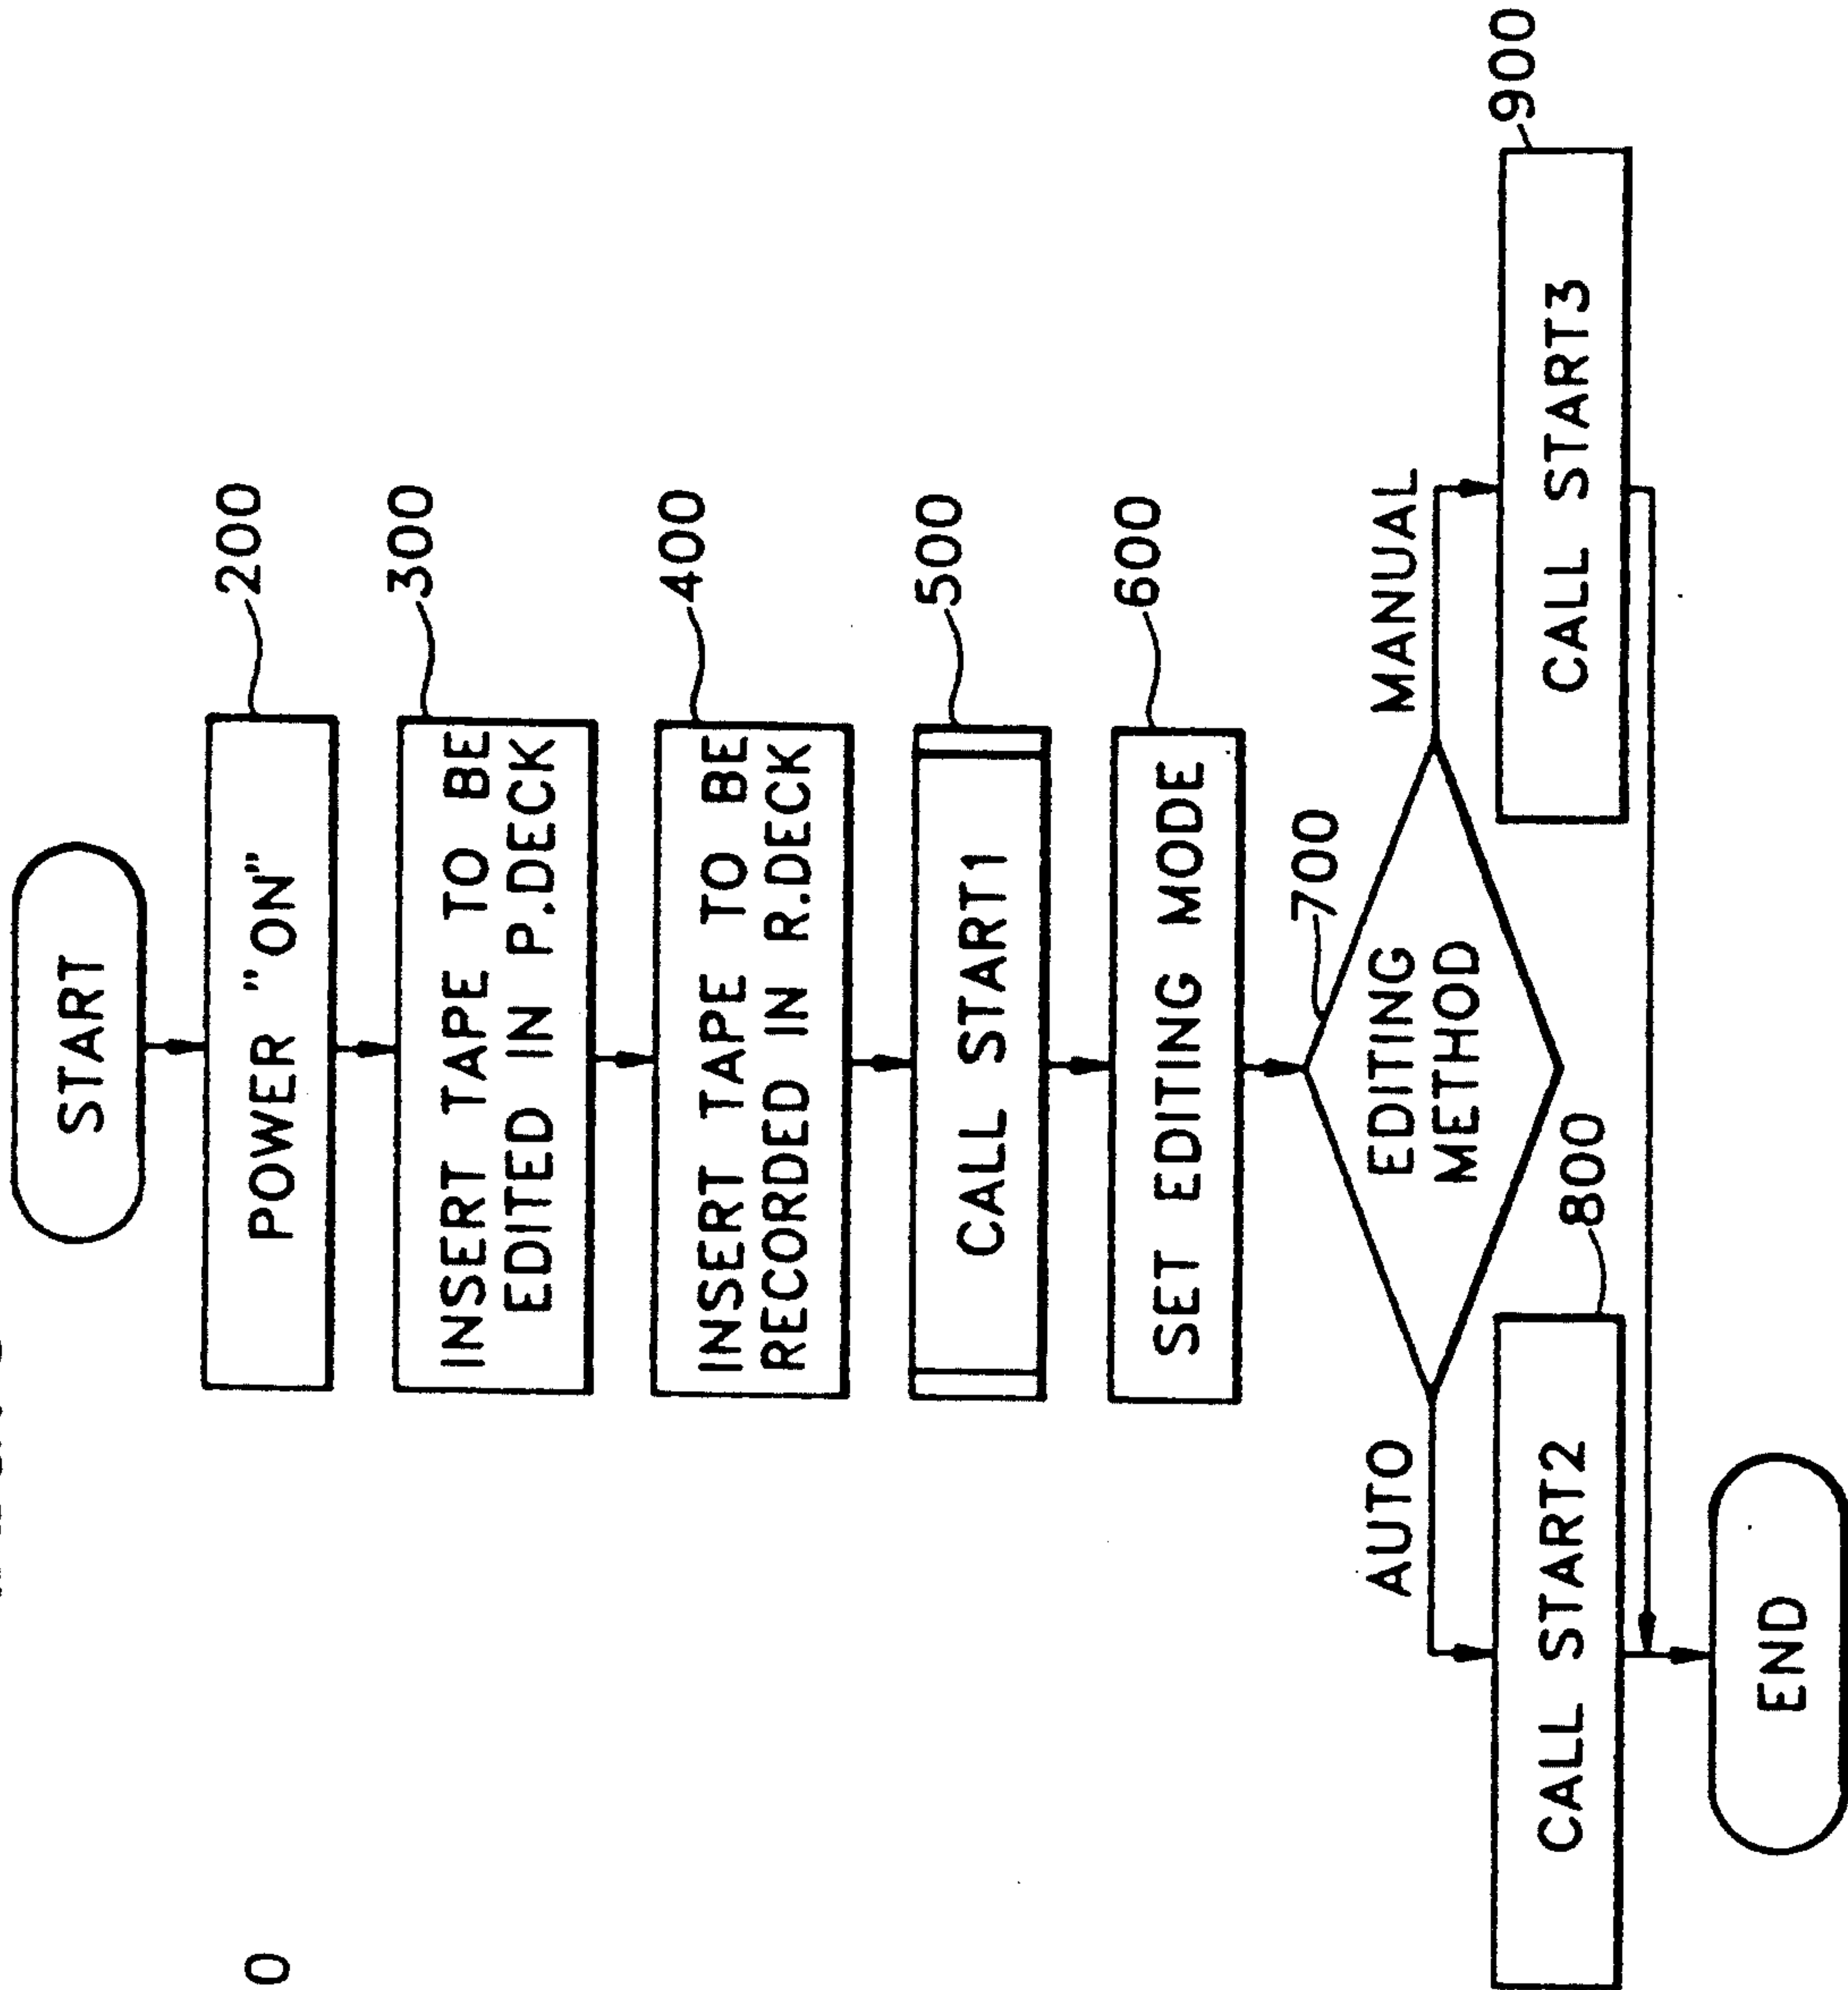 START
200
POWER "ON"
300
INSERT TAPE TO BE
EDITED IN P.DECK
400
INSERT TAPE TO BE
RECORDED IN R.DECK
500
CALL START1
600
SET EDITING MODE
700
EDITING
METHOD
AUTO
MANUAL
800
CALL START2
900
CALL START3
END
0